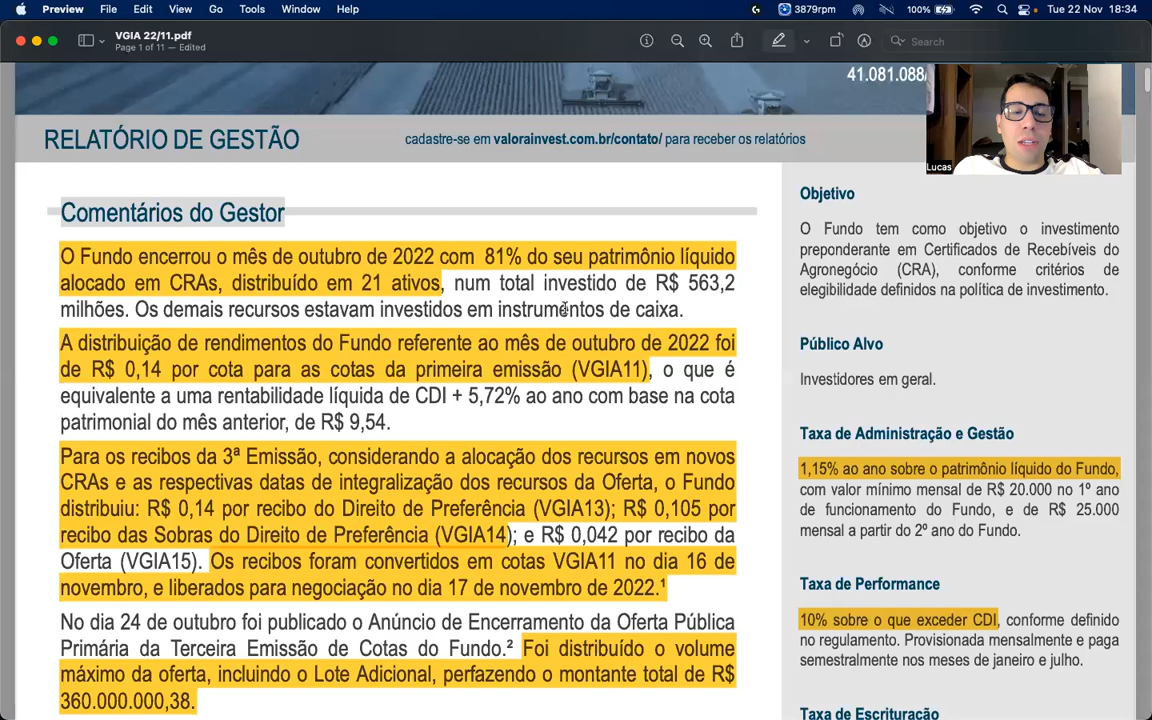 Preview File Edit View Go Tools Window Help
3879rpm 100% Tue 22 Nov 18:34
VGIA 22/11.pdf
Page 1 of 11 — Edited
Search
41.081.088/
RELATÓRIO DE GESTÃO
cadastre-se em valorainvest.com.br/contato/ para receber os relatórios
Lucas
Comentários do Gestor
O Fundo encerrou o mês de outubro de 2022 com 81% do seu patrimônio líquido
alocado em CRAs, distribuído em 21 ativos, num total investido de R$ 563,2
milhões. Os demais recursos estavam investidos em instrumentos de caixa.
A distribuição de rendimentos do Fundo referente ao mês de outubro de 2022 foi
de R$ 0,14 por cota para as cotas da primeira emissão (VGIA11), o que é
equivalente a uma rentabilidade líquida de CDI + 5,72% ao ano com base na cota
patrimonial do mês anterior, de R$ 9,54.
Para os recibos da 3ª Emissão, considerando a alocação dos recursos em novos
CRAs e as respectivas datas de integralização dos recursos da Oferta, o Fundo
distribuiu: R$ 0,14 por recibo do Direito de Preferência (VGIA13); R$ 0,105 por
recibo das Sobras do Direito de Preferência (VGIA14); e R$ 0,042 por recibo da
Oferta (VGIA15). Os recibos foram convertidos em cotas VGIA11 no dia 16 de
novembro, e liberados para negociação no dia 17 de novembro de 2022.¹
No dia 24 de outubro foi publicado o Anúncio de Encerramento da Oferta Pública
Primária da Terceira Emissão de Cotas do Fundo.² Foi distribuído o volume
máximo da oferta, incluindo o Lote Adicional, perfazendo o montante total de R$
360.000.000,38.
Objetivo
O Fundo tem como objetivo o investimento
preponderante em Certificados de Recebíveis do
Agronegócio (CRA), conforme critérios de
elegibilidade definidos na política de investimento.
Público Alvo
Investidores em geral.
Taxa de Administração e Gestão
1,15% ao ano sobre o patrimônio líquido do Fundo,
com valor mínimo mensal de R$ 20.000 no 1º ano
de funcionamento do Fundo, e de R$ 25.000
mensal a partir do 2º ano do Fundo.
Taxa de Performance
10% sobre o que exceder CDI, conforme definido
no regulamento. Provisionada mensalmente e paga
semestralmente nos meses de janeiro e julho.
Taxa de Escrituração